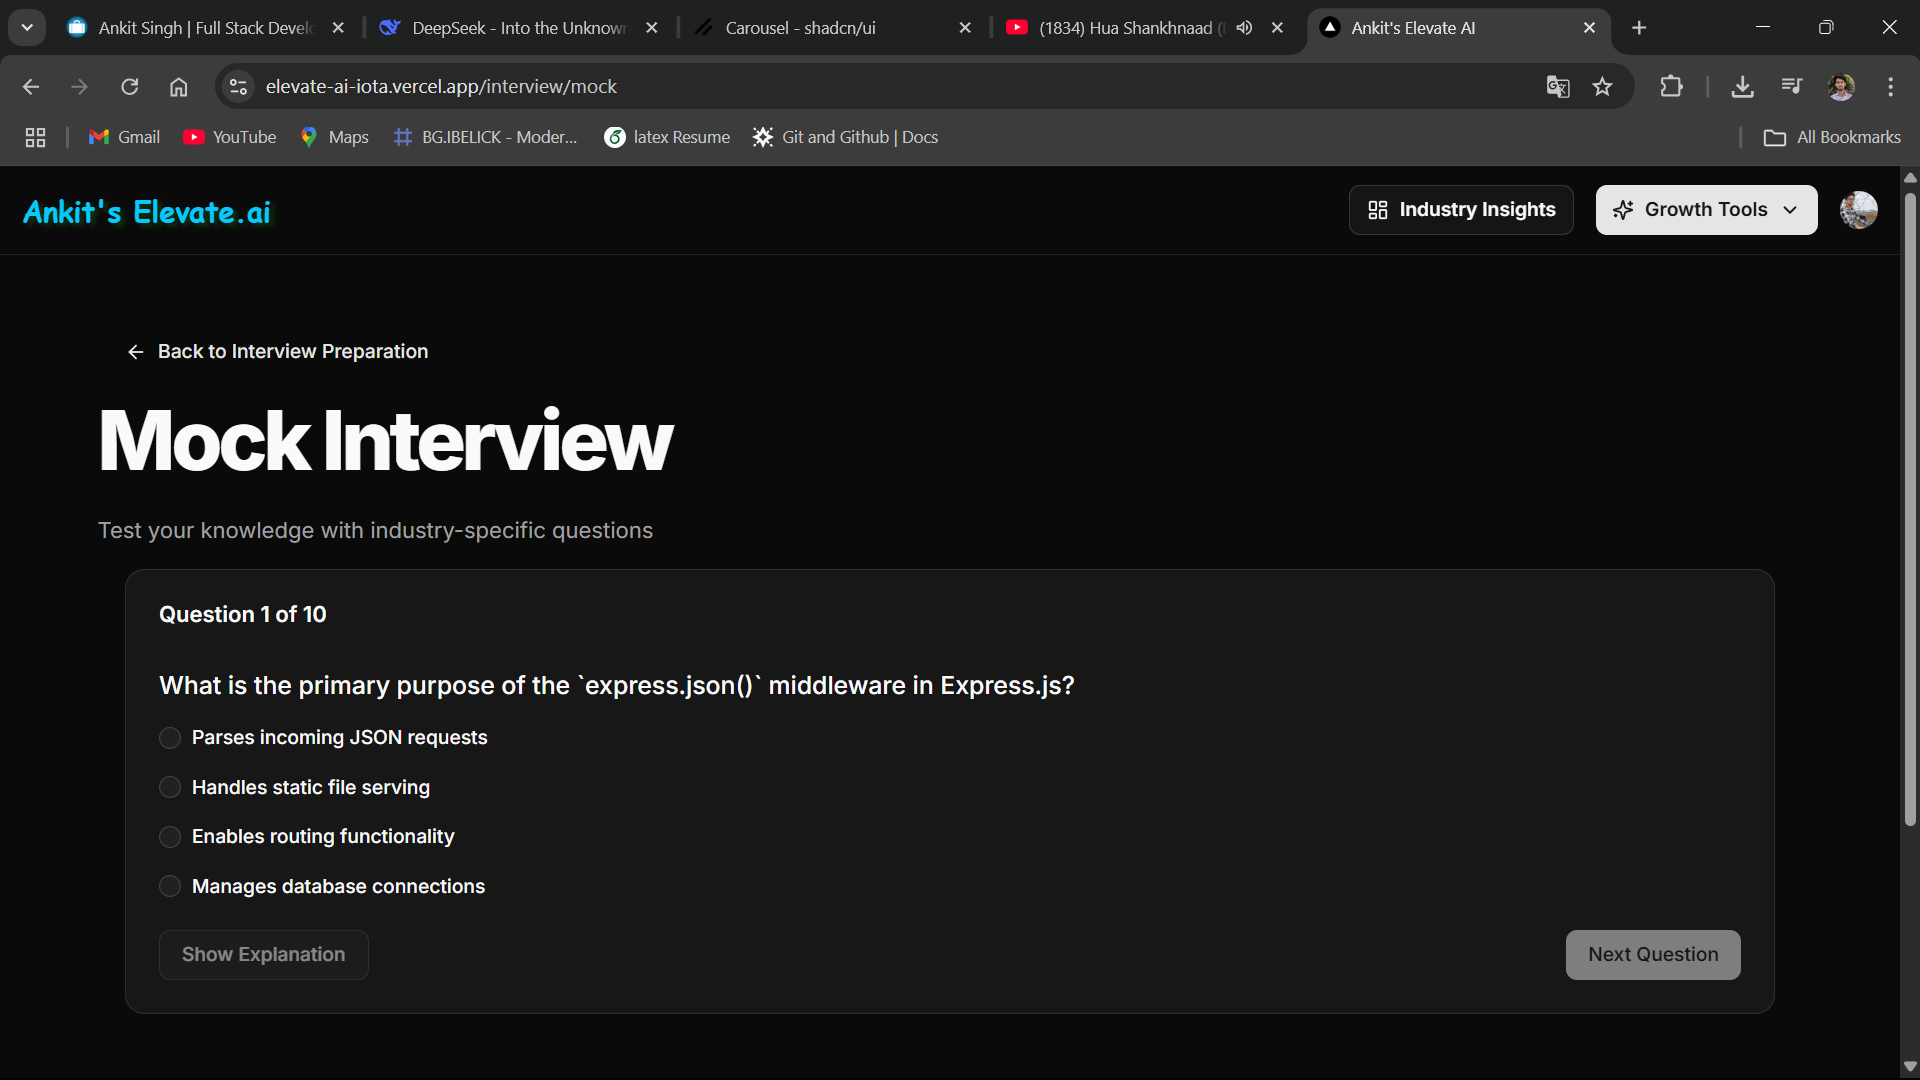 Ankit Singh | Full Stack Devel
DeepSeek - Into the Unknown
Carousel - shadcn/ui
(1834) Hua Shankhnaad (
Ankit's Elevate AI
elevate-ai-iota.vercel.app/interview/mock
Gmail
YouTube
Maps
BG.IBELICK - Moder...
latex Resume
Git and Github | Docs
All Bookmarks
Ankit's Elevate.ai
Industry Insights
Growth Tools
Back to Interview Preparation
Mock Interview
Test your knowledge with industry-specific questions
Question 1 of 10
What is the primary purpose of the `express.json()` middleware in Express.js?
Parses incoming JSON requests
Handles static file serving
Enables routing functionality
Manages database connections
Show Explanation
Next Question